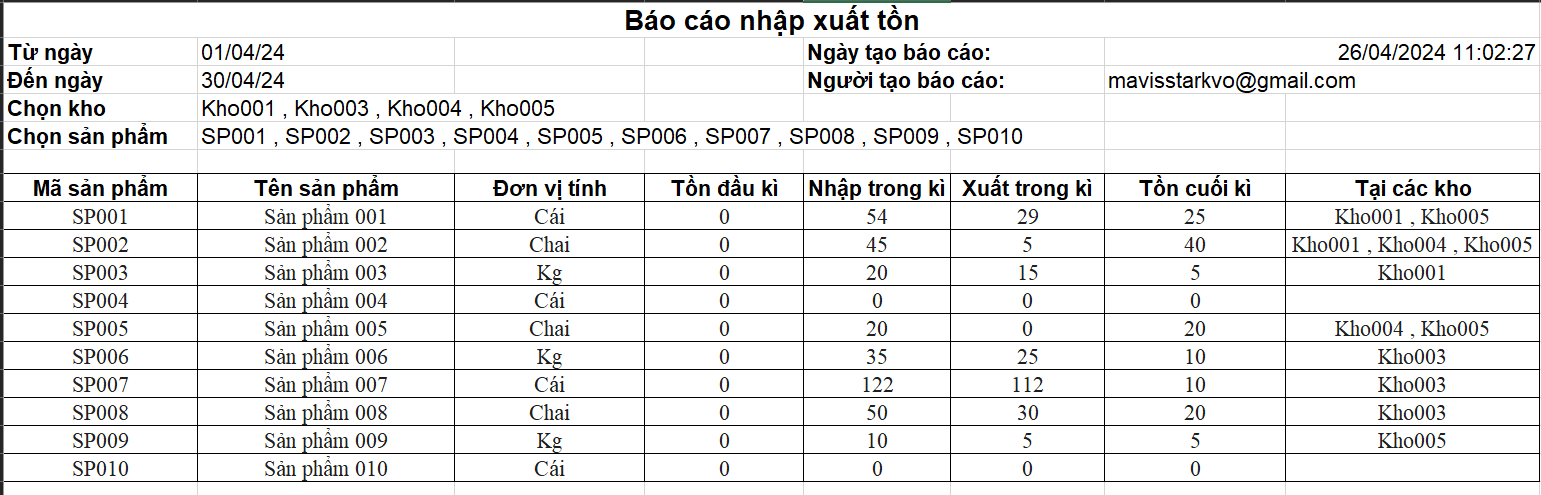 Báo cáo nhập xuất tồn
Từ ngày 01/04/24 Ngày tạo báo cáo: 26/04/2024 11:02:27
Đến ngày 30/04/24 Người tạo báo cáo: mavisstarkvo@gmail.com
Chọn kho Kho001 , Kho003 , Kho004 , Kho005
Chọn sản phẩm SP001 , SP002 , SP003 , SP004 , SP005 , SP006 , SP007 , SP008 , SP009 , SP010
Mã sản phẩm Tên sản phẩm Đơn vị tính Tồn đầu kì Nhập trong kì Xuất trong kì Tồn cuối kì Tại các kho
SP001 Sản phẩm 001 Cái 0 54 29 25 Kho001 , Kho005
SP002 Sản phẩm 002 Chai 0 45 5 40 Kho001 , Kho004 , Kho005
SP003 Sản phẩm 003 Kg 0 20 15 5 Kho001
SP004 Sản phẩm 004 Cái 0 0 0 0
SP005 Sản phẩm 005 Chai 0 20 0 20 Kho004 , Kho005
SP006 Sản phẩm 006 Kg 0 35 25 10 Kho003
SP007 Sản phẩm 007 Cái 0 122 112 10 Kho003
SP008 Sản phẩm 008 Chai 0 50 30 20 Kho003
SP009 Sản phẩm 009 Kg 0 10 5 5 Kho005
SP010 Sản phẩm 010 Cái 0 0 0 0